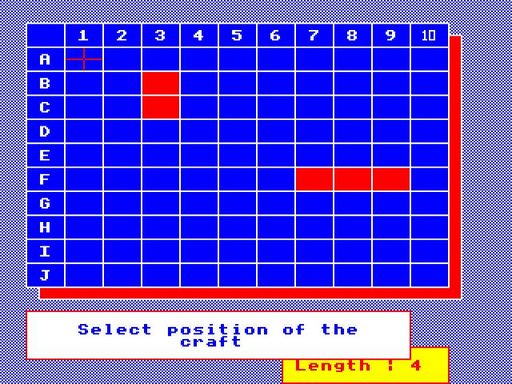 1 2 3 4 5 6 7 8 9 10
A
B
C
D
E
F
G
H
I
J
Select position of the
craft
Length : 4